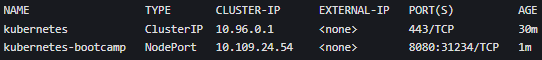 NAME TYPE CLUSTER-IP EXTERNAL-IP PORT(S) AGE
kubernetes ClusterIP 10.96.0.1 <none> 443/TCP 30m
kubernetes-bootcamp NodePort 10.109.24.54 <none> 8080:31234/TCP 1m